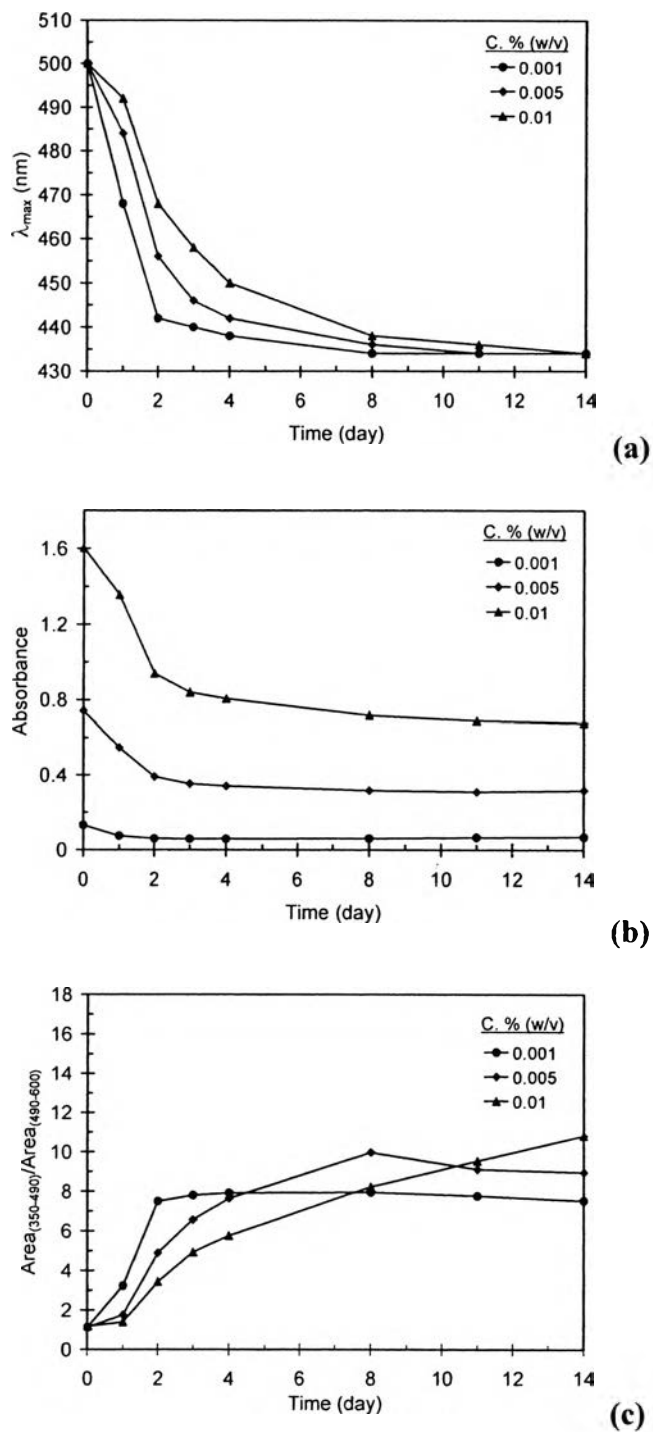 C. % (w/v)
0.001
0.005
0.01
500
490
480
470
460
450
440
430
λmax (nm)
0 2 4 6 8 10 12 14
Time (day)
(a)
C. % (w/v)
0.001
0.005
0.01
1.6
1.2
0.8
0.4
0
Absorbance
0 2 4 6 8 10 12 14
Time (day)
(b)
C. % (w/v)
0.001
0.005
0.01
18
16
14
12
10
8
6
4
2
0
Area(350-490)/Area(490-600)
0 2 4 6 8 10 12 14
Time (day)
(c)